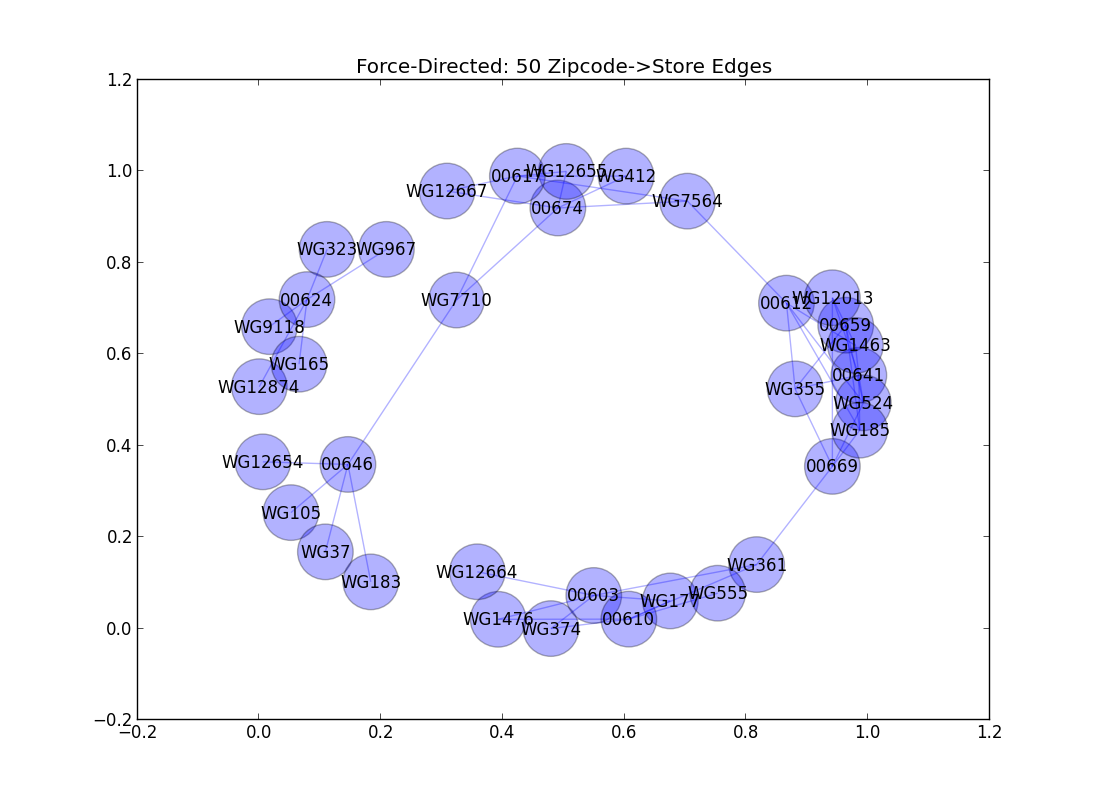 Force-Directed: 50 Zipcode->Store Edges
1.2
1.0
0.8
0.6
0.4
0.2
0.0
−0.2
−0.2
0.0
0.2
0.4
0.6
0.8
1.0
1.2
WG12667
00617
WG12655
WG412
00674
WG7564
WG323
WG967
00624
WG7710
WG9118
WG165
WG12874
00612
WG12013
00659
WG1463
00641
WG355
WG524
WG185
00669
WG12654
00646
WG105
WG37
WG183
WG12664
00603
WG361
WG555
WG177
WG1476
00610
WG374